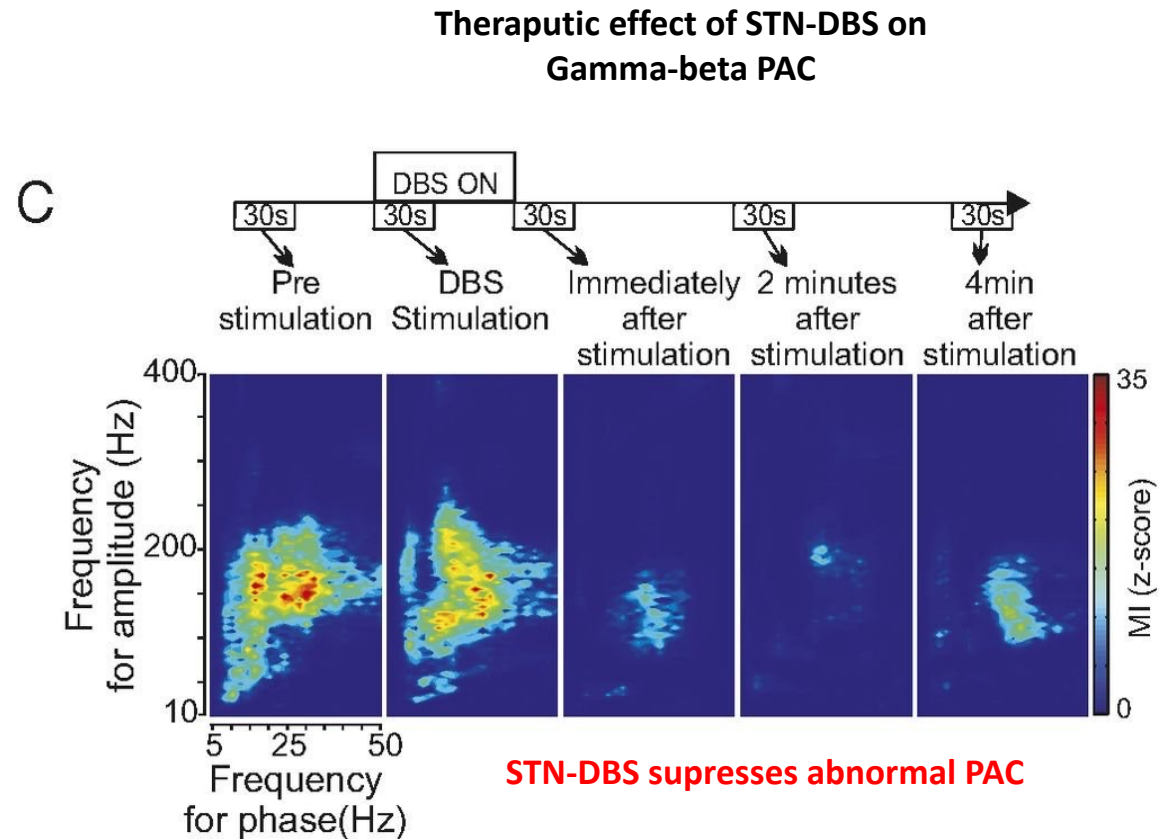 Theraputic effect of STN-DBS on
Gamma-beta PAC
C
DBS ON
30s 30s 30s 30s 30s
Pre
stimulation
DBS
Stimulation
Immediately
after
stimulation
2 minutes
after
stimulation
4min
after
stimulation
Frequency
for amplitude (Hz)
400
200
10
5 25 50
Frequency
for phase(Hz)
35
0
MI (z-score)
STN-DBS supresses abnormal PAC